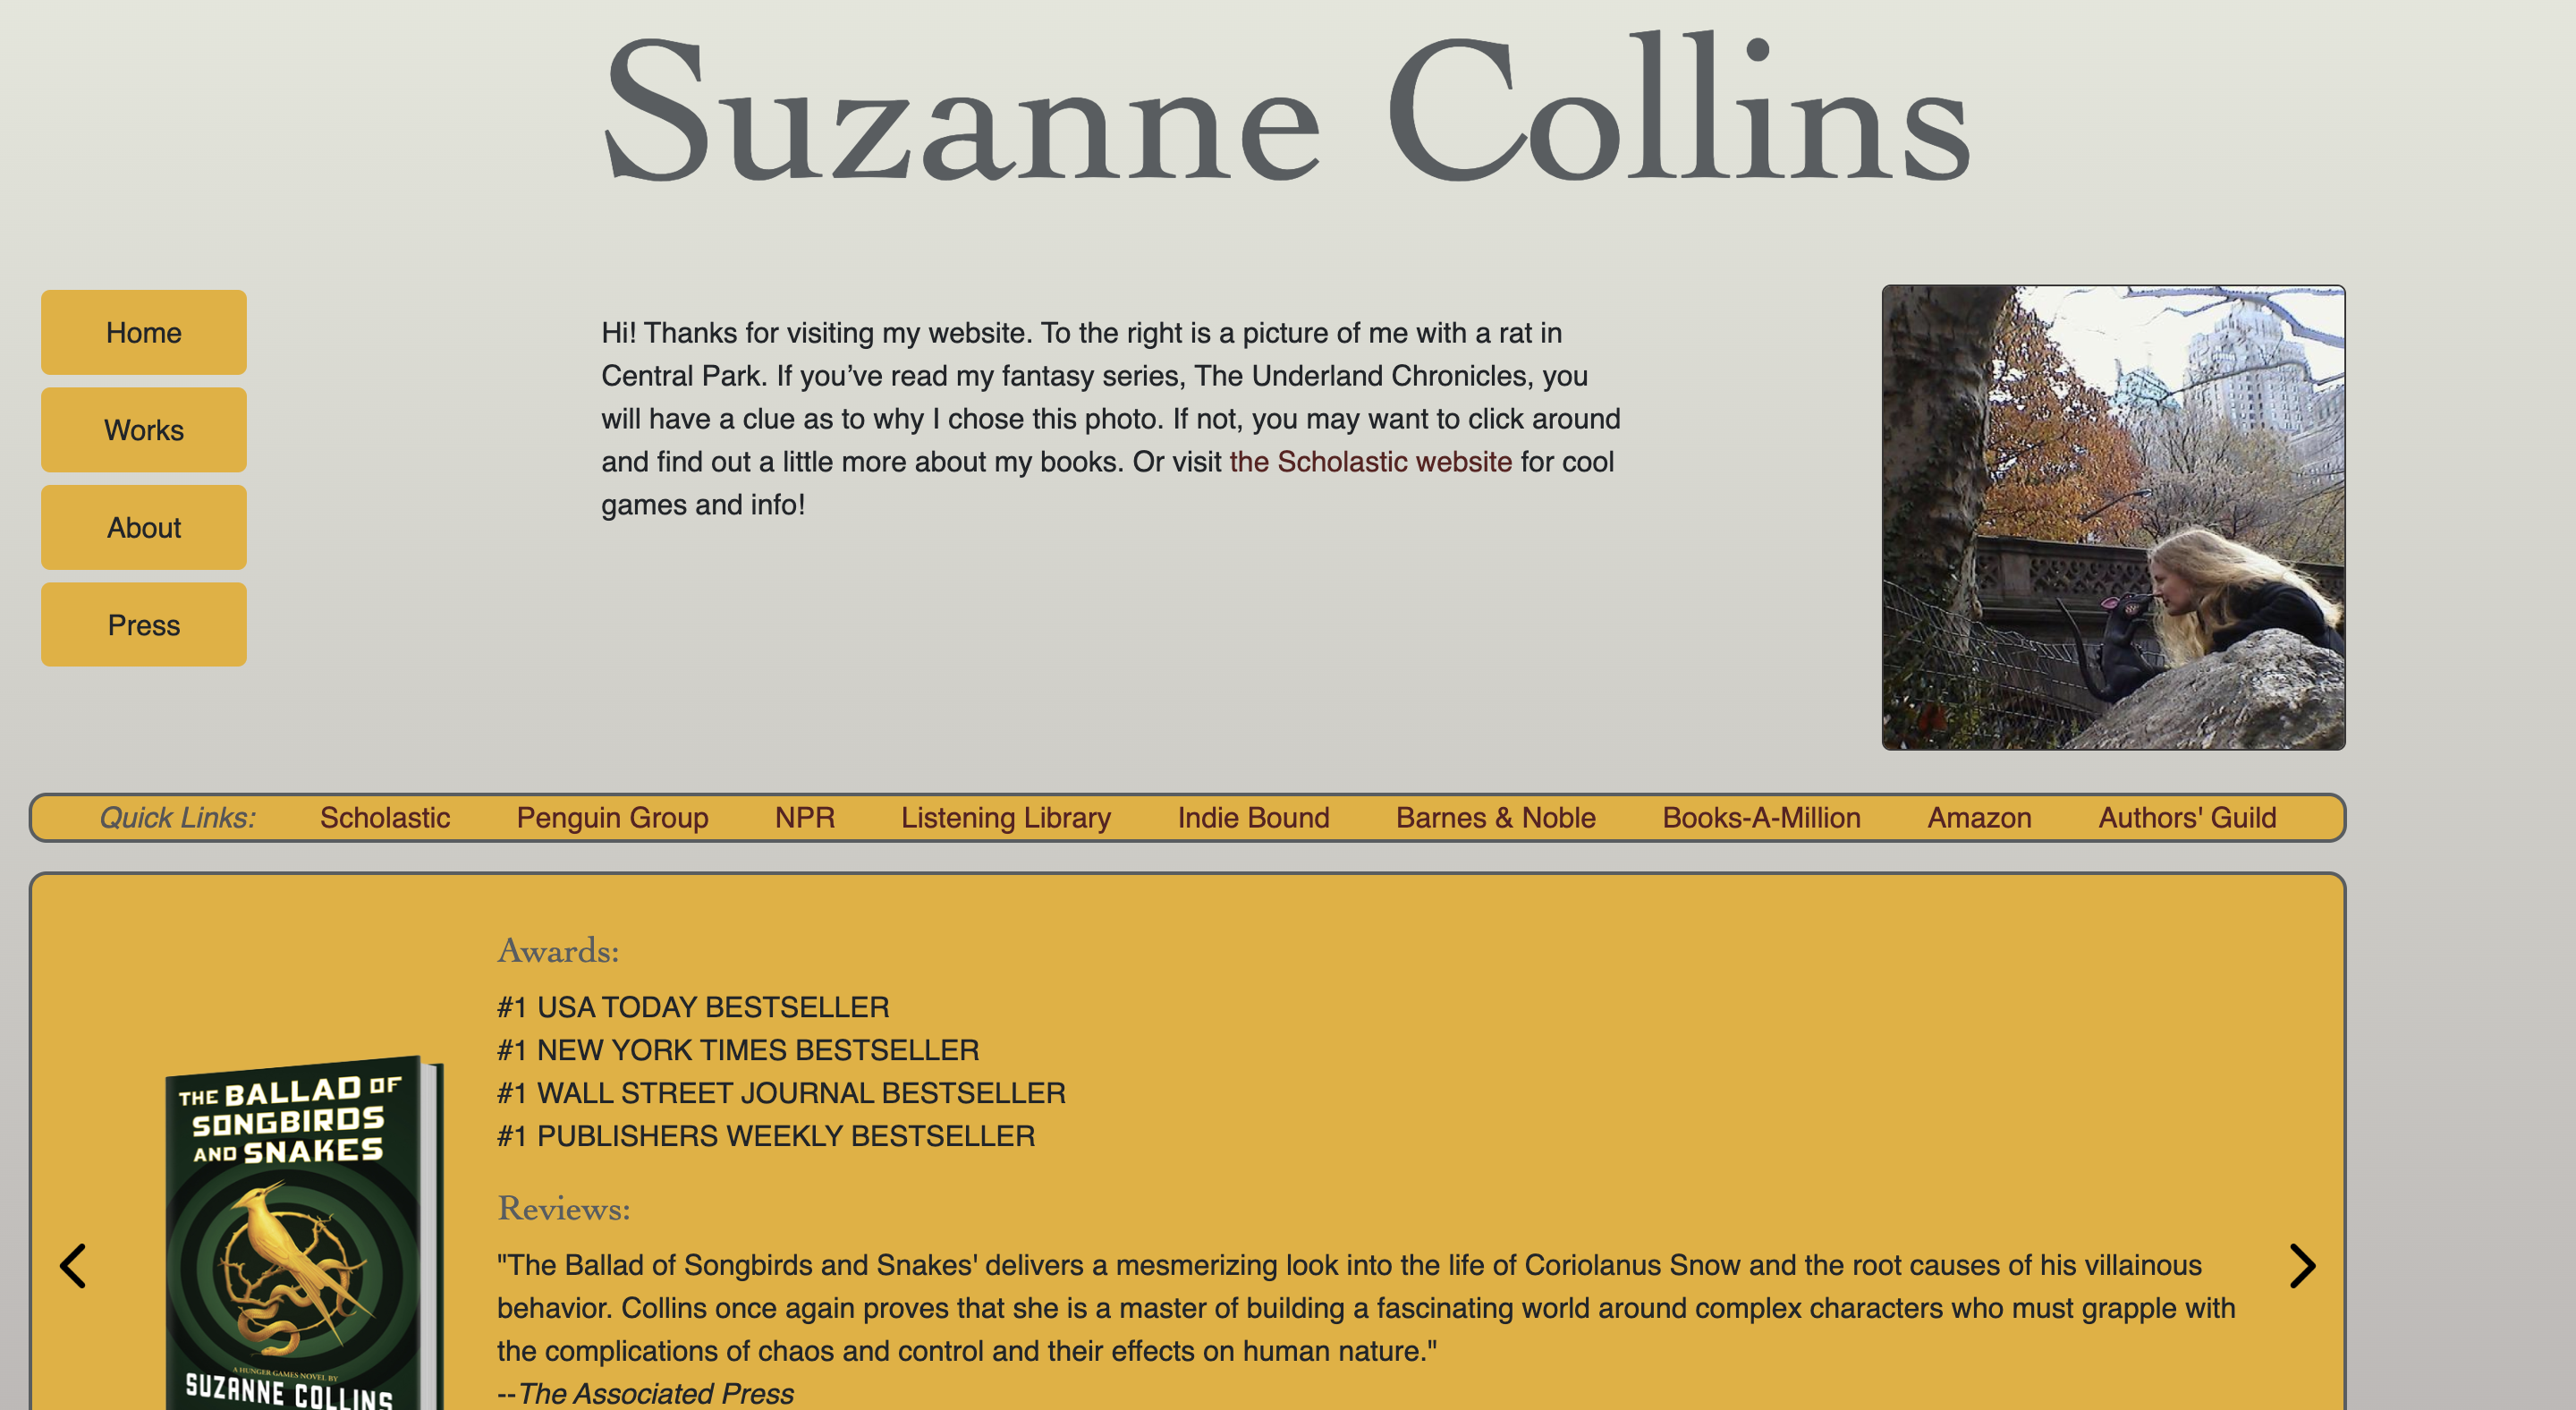 Suzanne Collins
Home
Works
About
Press
Hi! Thanks for visiting my website. To the right is a picture of me with a rat in
Central Park. If you’ve read my fantasy series, The Underland Chronicles, you
will have a clue as to why I chose this photo. If not, you may want to click around
and find out a little more about my books. Or visit the Scholastic website for cool
games and info!
Quick Links: Scholastic Penguin Group NPR Listening Library Indie Bound Barnes & Noble Books-A-Million Amazon Authors' Guild
THE BALLAD OF
SONGBIRDS
AND SNAKES
A HUNGER GAMES NOVEL BY
SUZANNE COLLINS
Awards:
#1 USA TODAY BESTSELLER
#1 NEW YORK TIMES BESTSELLER
#1 WALL STREET JOURNAL BESTSELLER
#1 PUBLISHERS WEEKLY BESTSELLER
Reviews:
"The Ballad of Songbirds and Snakes' delivers a mesmerizing look into the life of Coriolanus Snow and the root causes of his villainous
behavior. Collins once again proves that she is a master of building a fascinating world around complex characters who must grapple with
the complications of chaos and control and their effects on human nature."
--The Associated Press